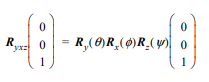 R_yxz (0 0 1) = R_y(θ)R_x(ϕ)R_z(ψ) (0 0 1)